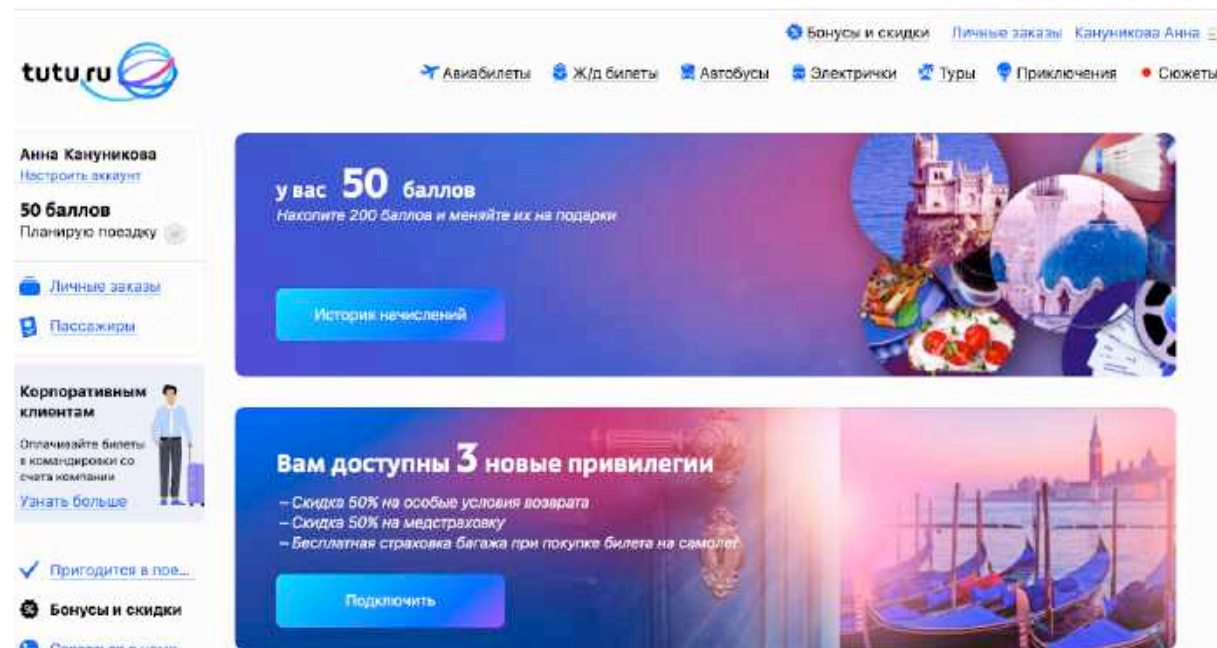 Бонусы и скидки Личные заказы Кануникова Анна
tutu.ru
Авиабилеты Ж/д билеты Автобусы Электрички Туры Приключения Сюжеты
Анна Кануникова
Настроить аккаунт
50 баллов
Планирую поездку
Личные заказы
Пассажиры
Корпоративным
клиентам
Оплачивайте билеты
в командировки со
счета компании
Узнать больше
Пригодится в пое...
Бонусы и скидки
у вас 50 баллов
Накопите 200 баллов и меняйте их на подарки
История начислений
Вам доступны 3 новые привилегии
– Скидка 50% на особые условия возврата
– Скидка 50% на медстраховку
– Бесплатная страховка багажа при покупке билета на самолет
Подключить